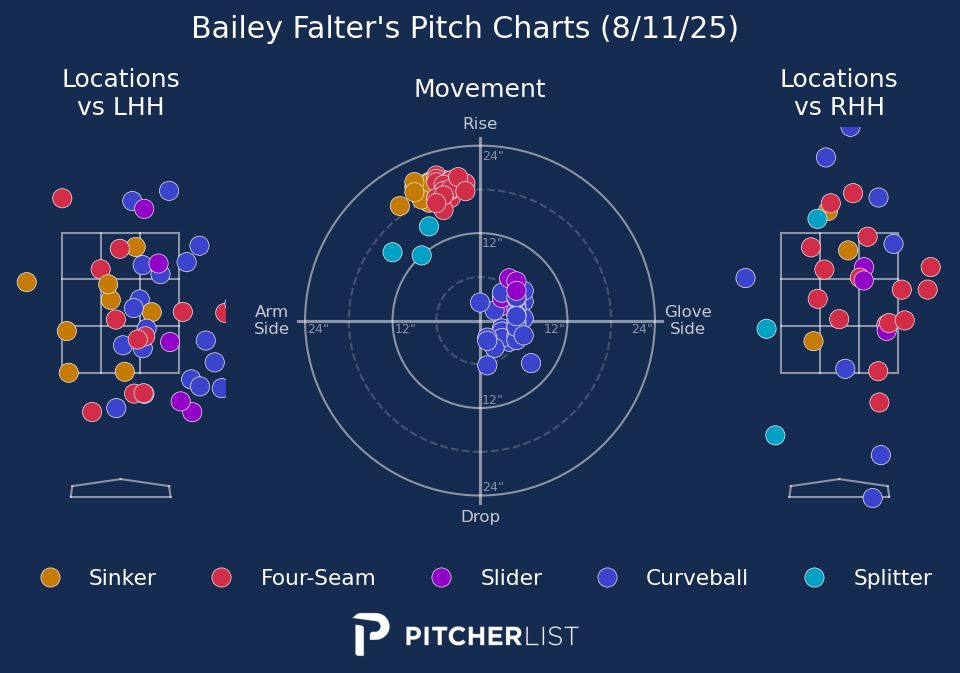 Bailey Falter's Pitch Charts (8/11/25)
Locations
vs LHH
Movement
Locations
vs RHH
Rise
24"
12"
Arm
Side
24"
12"
12"
24"
Glove
Side
12"
24"
Drop
Sinker
Four-Seam
Slider
Curveball
Splitter
PITCHERLIST